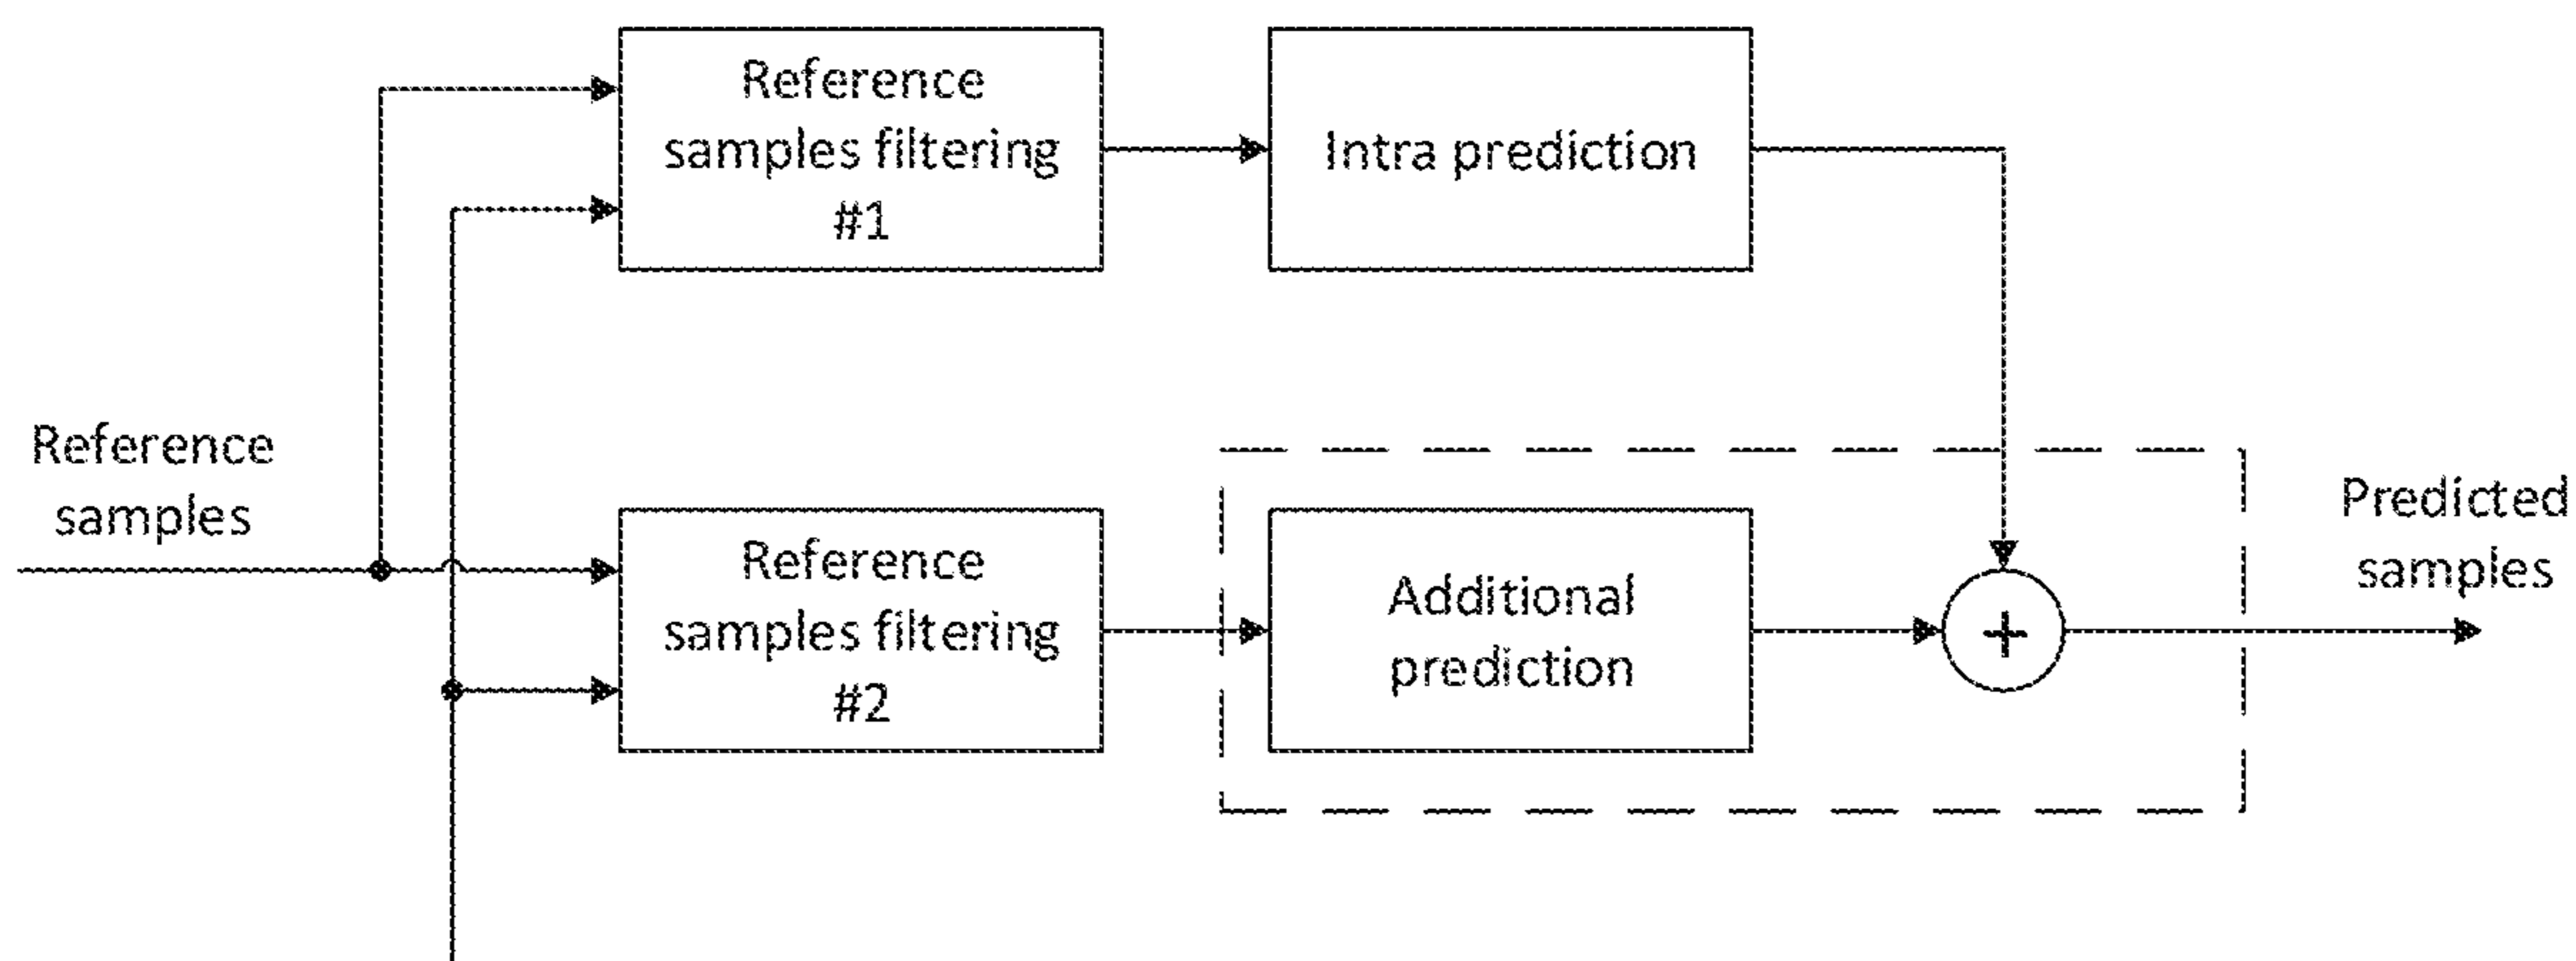 Reference
samples filtering
#1
Intra prediction
Reference
samples
Reference
samples filtering
#2
Additional
prediction
+
Predicted
samples